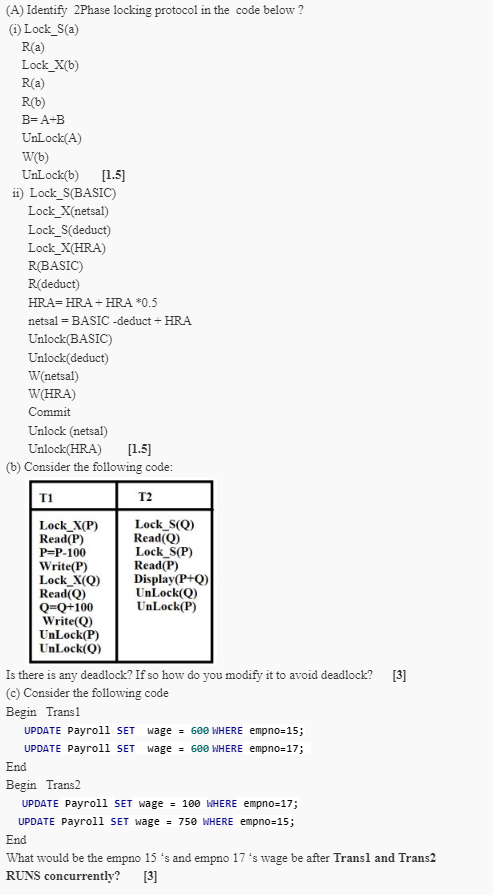 (A) Identify 2Phase locking protocol in the code below ?
(i) Lock_S(a)
R(a)
Lock_X(b)
R(a)
R(b)
B= A+B
UnLock(A)
W(b)
UnLock(b) [1.5]
ii) Lock_S(BASIC)
Lock_X(netsal)
Lock_S(deduct)
Lock_X(HRA)
R(BASIC)
R(deduct)
HRA= HRA + HRA *0.5
netsal = BASIC -deduct + HRA
Unlock(BASIC)
Unlock(deduct)
W(netsal)
W(HRA)
Commit
Unlock (netsal)
Unlock(HRA) [1.5]
(b) Consider the following code:
T1 T2
Lock_X(P) Lock_S(Q)
Read(P) Read(Q)
P=P-100 Lock_S(P)
Write(P) Read(P)
Lock_X(Q) Display(P+Q)
Read(Q) UnLock(Q)
Q=Q+100 UnLock(P)
Write(Q)
UnLock(P)
UnLock(Q)
Is there is any deadlock? If so how do you modify it to avoid deadlock? [3]
(c) Consider the following code
Begin Trans1
UPDATE Payroll SET wage = 600 WHERE empno=15;
UPDATE Payroll SET wage = 600 WHERE empno=17;
End
Begin Trans2
UPDATE Payroll SET wage = 100 WHERE empno=17;
UPDATE Payroll SET wage = 750 WHERE empno=15;
End
What would be the empno 15 ‘s and empno 17 ‘s wage be after Trans1 and Trans2
RUNS concurrently? [3]